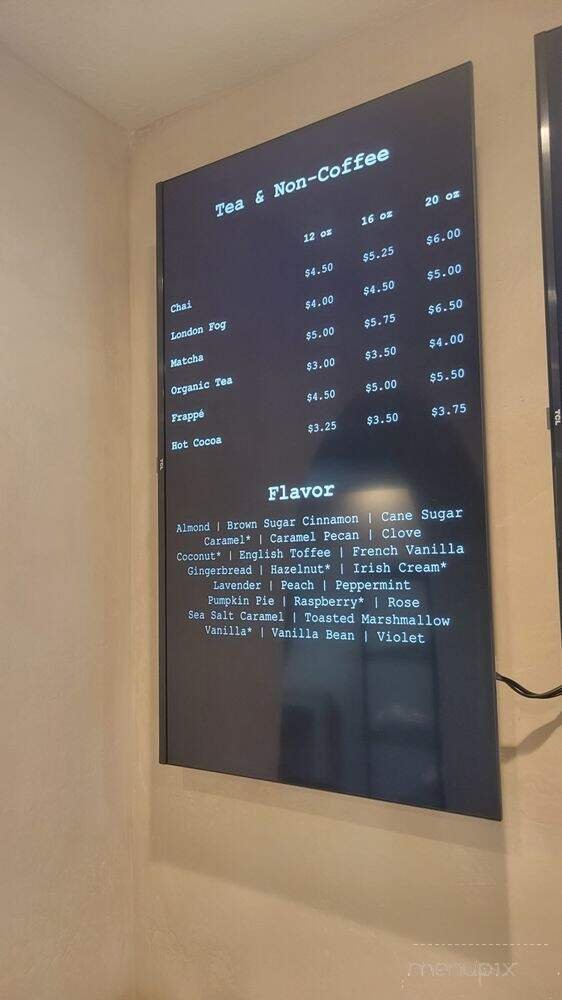 Tea & Non-Coffee
12 oz 16 oz 20 oz
Chai $4.50 $5.25 $6.00
London Fog $4.00 $4.50 $5.00
Matcha $5.00 $5.75 $6.50
Organic Tea $3.00 $3.50 $4.00
Frappé $4.50 $5.00 $5.50
Hot Cocoa $3.25 $3.50 $3.75
Flavor
Almond | Brown Sugar Cinnamon | Cane Sugar
Caramel* | Caramel Pecan | Clove
Coconut* | English Toffee | French Vanilla
Gingerbread | Hazelnut* | Irish Cream*
Lavender | Peach | Peppermint
Pumpkin Pie | Raspberry* | Rose
Sea Salt Caramel | Toasted Marshmallow
Vanilla* | Vanilla Bean | Violet
TCL
TCL
menupix